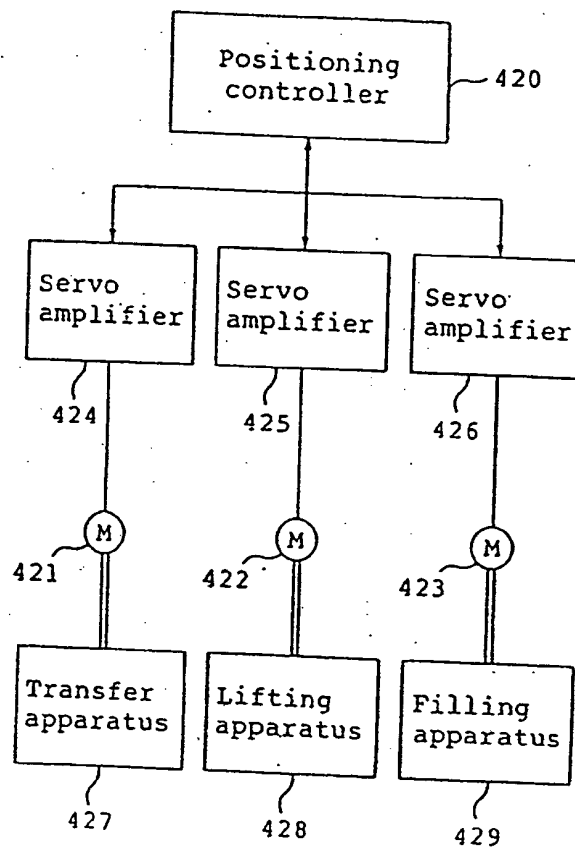 Positioning
controller
420
Servo
amplifier
Servo
amplifier
Servo
amplifier
424
425
426
M
M
M
421
422
423
Transfer
apparatus
Lifting
apparatus
Filling
apparatus
427
428
429